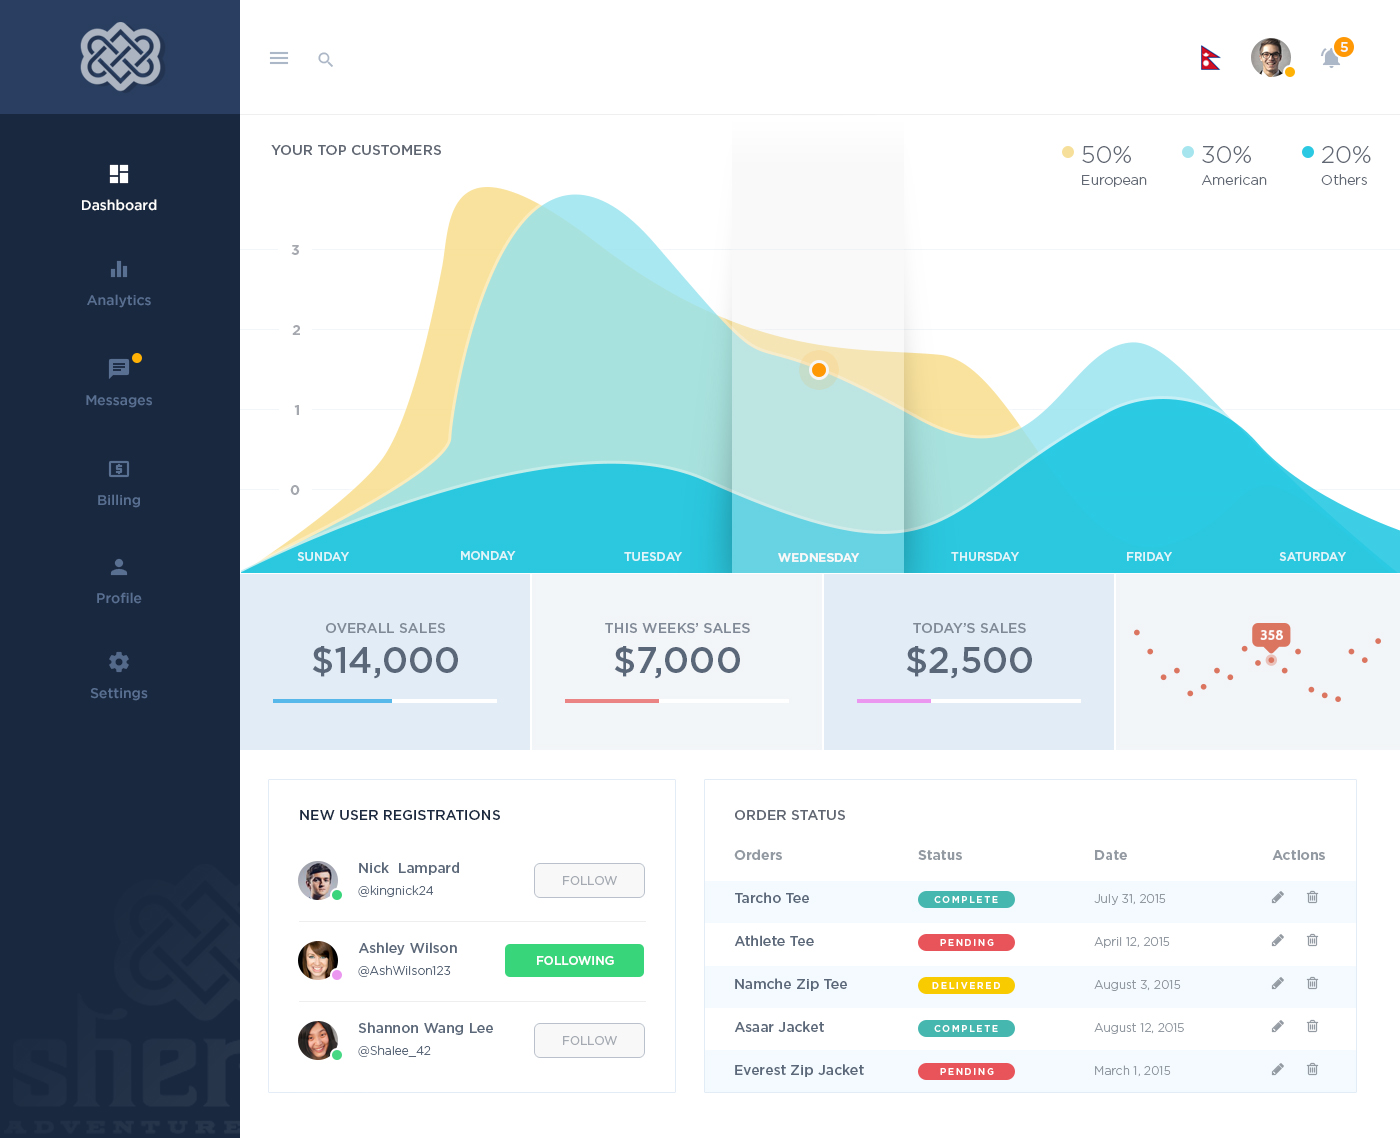 5
Dashboard
Analytics
Messages
Billing
Profile
Settings
sher
ADVENTURE
YOUR TOP CUSTOMERS
50% 30% 20%
European American Others
3
2
1
0
SUNDAY MONDAY TUESDAY WEDNESDAY THURSDAY FRIDAY SATURDAY
OVERALL SALES
$14,000
THIS WEEKS’ SALES
$7,000
TODAY’S SALES
$2,500
358
NEW USER REGISTRATIONS
Nick Lampard
@kingnick24
FOLLOW
Ashley Wilson
@AshWilson123
FOLLOWING
Shannon Wang Lee
@Shalee_42
FOLLOW
ORDER STATUS
Orders Status Date Actions
Tarcho Tee COMPLETE July 31, 2015
Athlete Tee PENDING April 12, 2015
Namche Zip Tee DELIVERED August 3, 2015
Asaar Jacket COMPLETE August 12, 2015
Everest Zip Jacket PENDING March 1, 2015